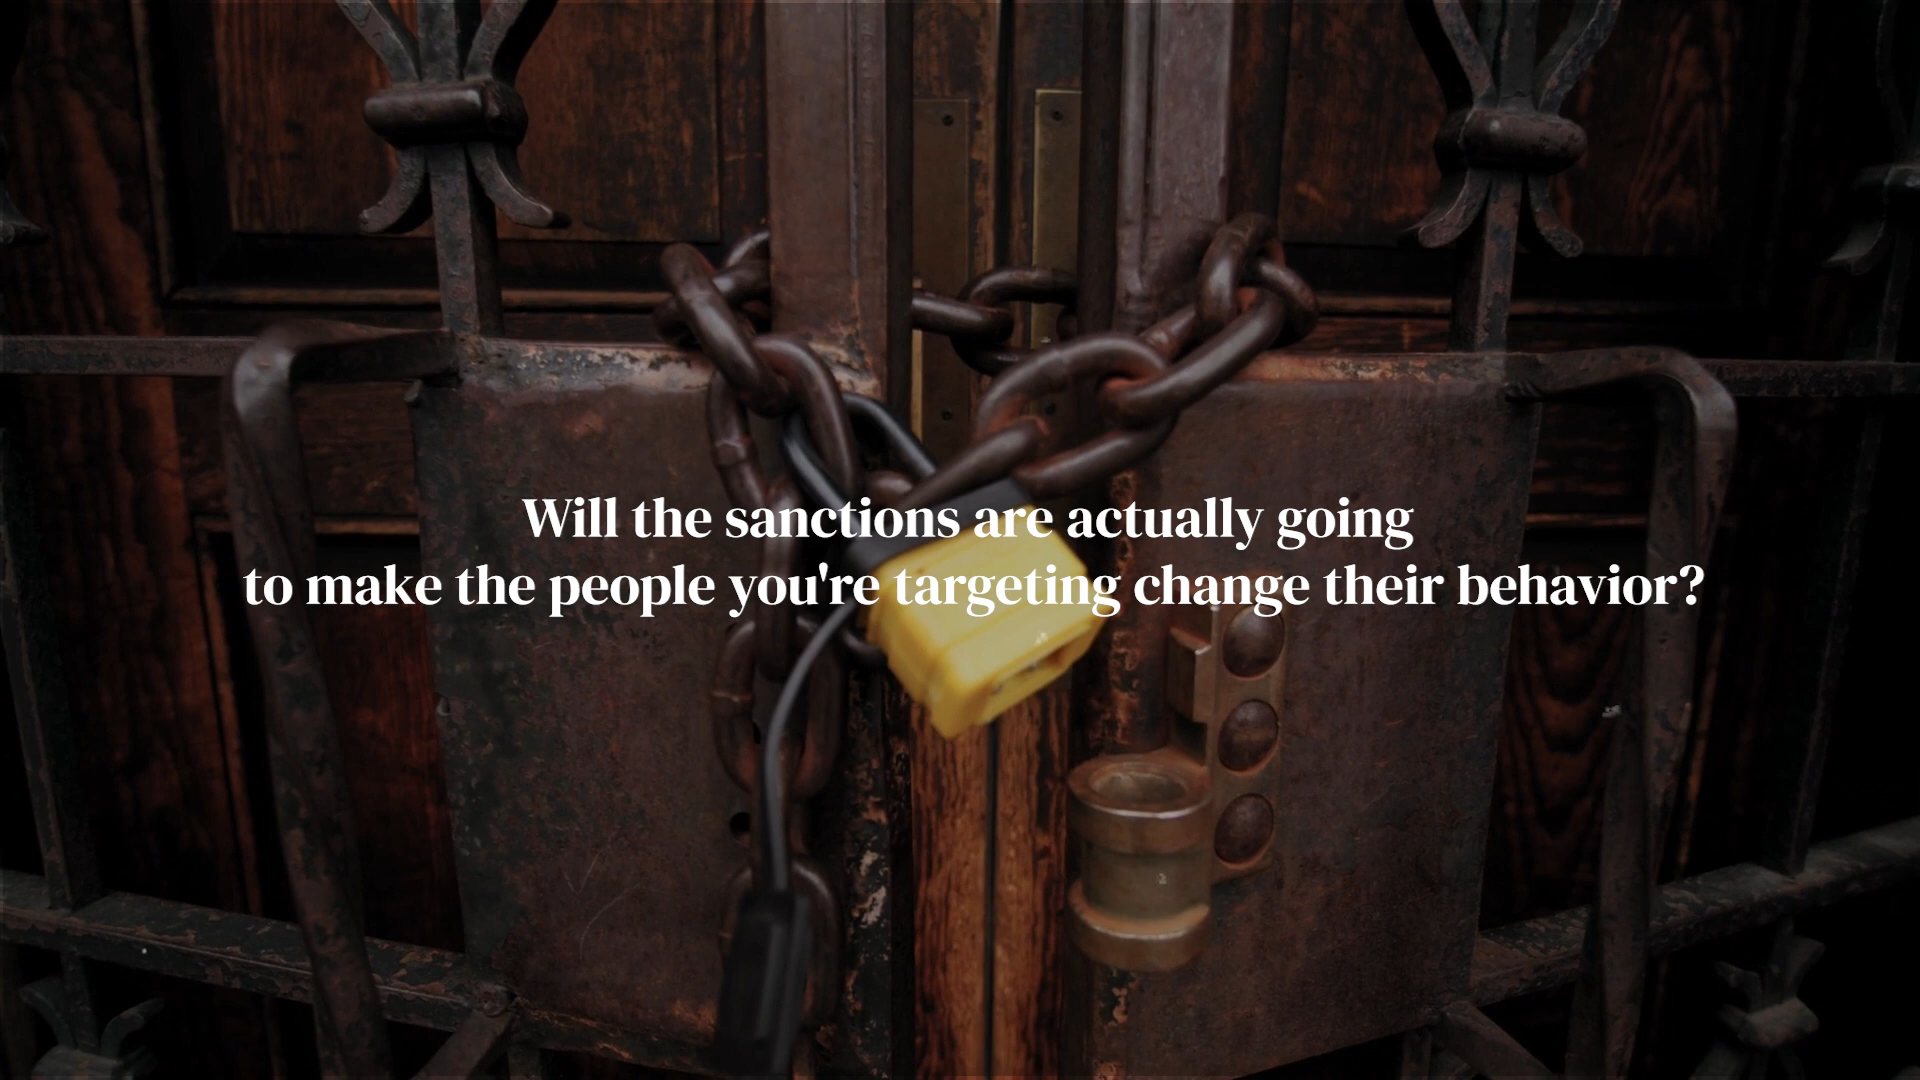 Will the sanctions are actually going
to make the people you're targeting change their behavior?